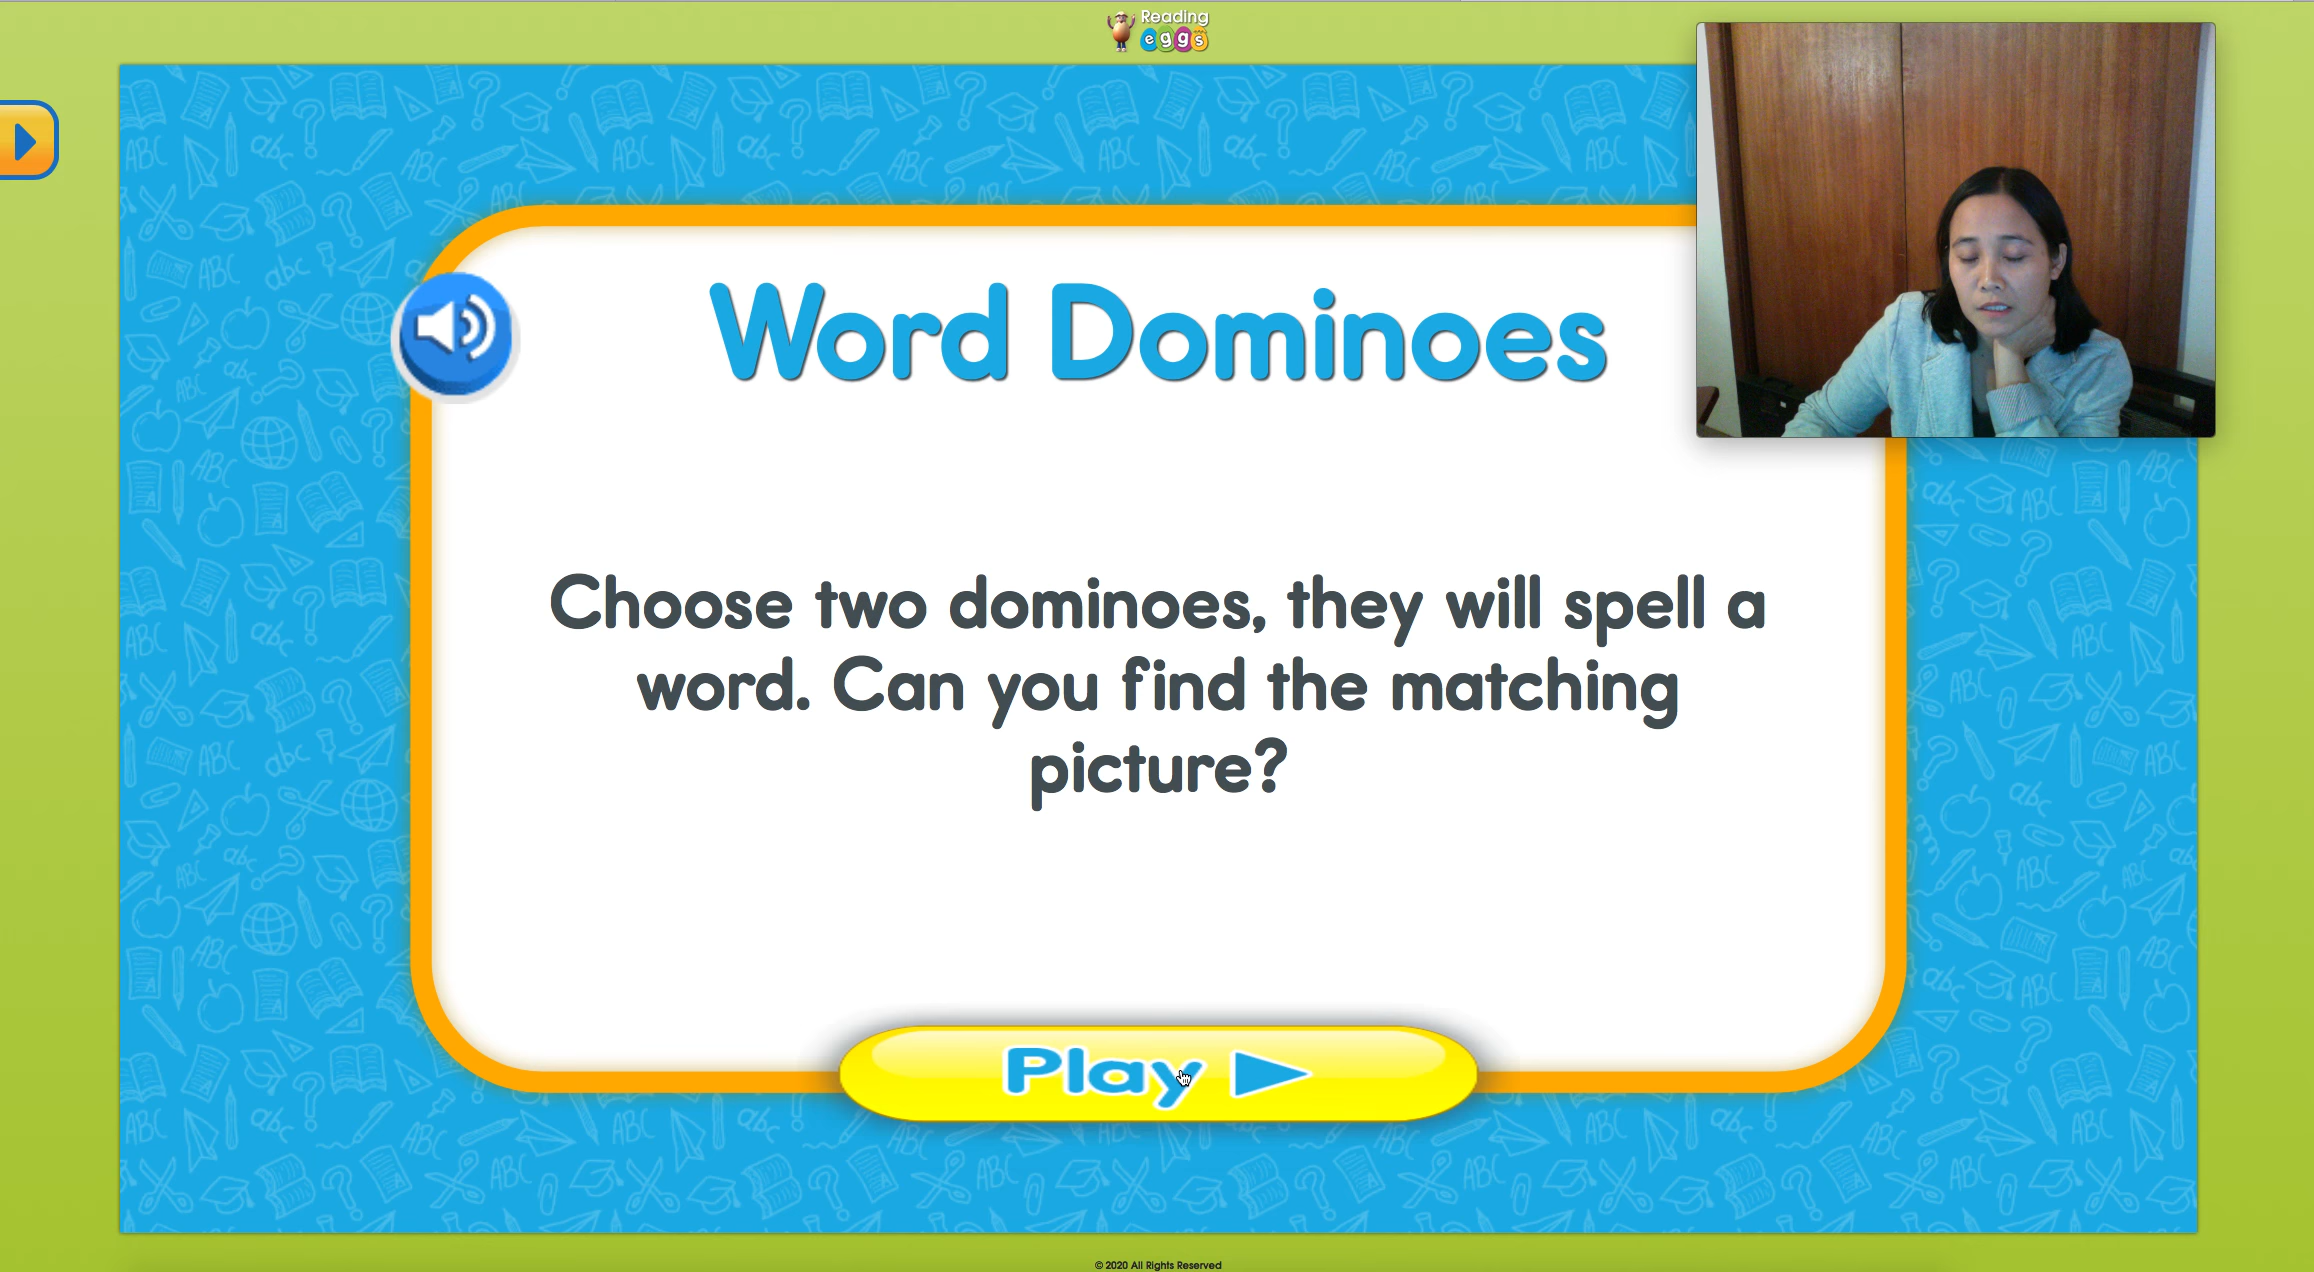 Reading
eggs
Word Dominoes
Choose two dominoes, they will spell a
word. Can you find the matching
picture?
Play
© 2020 All Rights Reserved